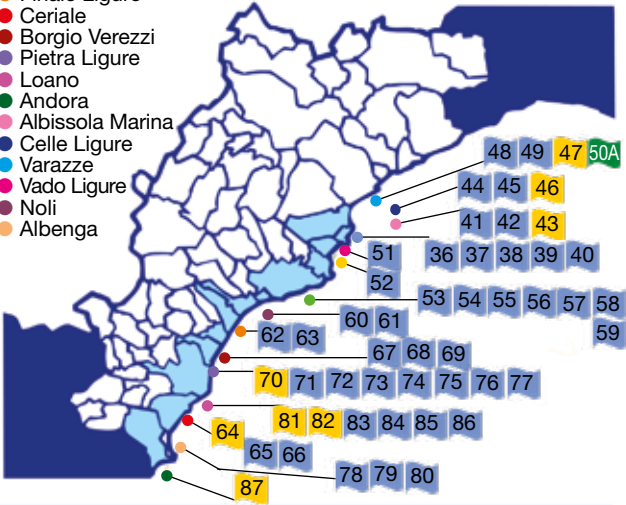 Ceriale
Borgio Verezzi
Pietra Ligure
Loano
Andora
Albissola Marina
Celle Ligure
Varazze
Vado Ligure
Noli
Albenga
48 49 47 50A
44 45 46
41 42 43
51 36 37 38 39 40
52
53 54 55 56 57 58
59
60 61
62 63
67 68 69
70 71 72 73 74 75 76 77
81 82 83 84 85 86
64
65 66
78 79 80
87